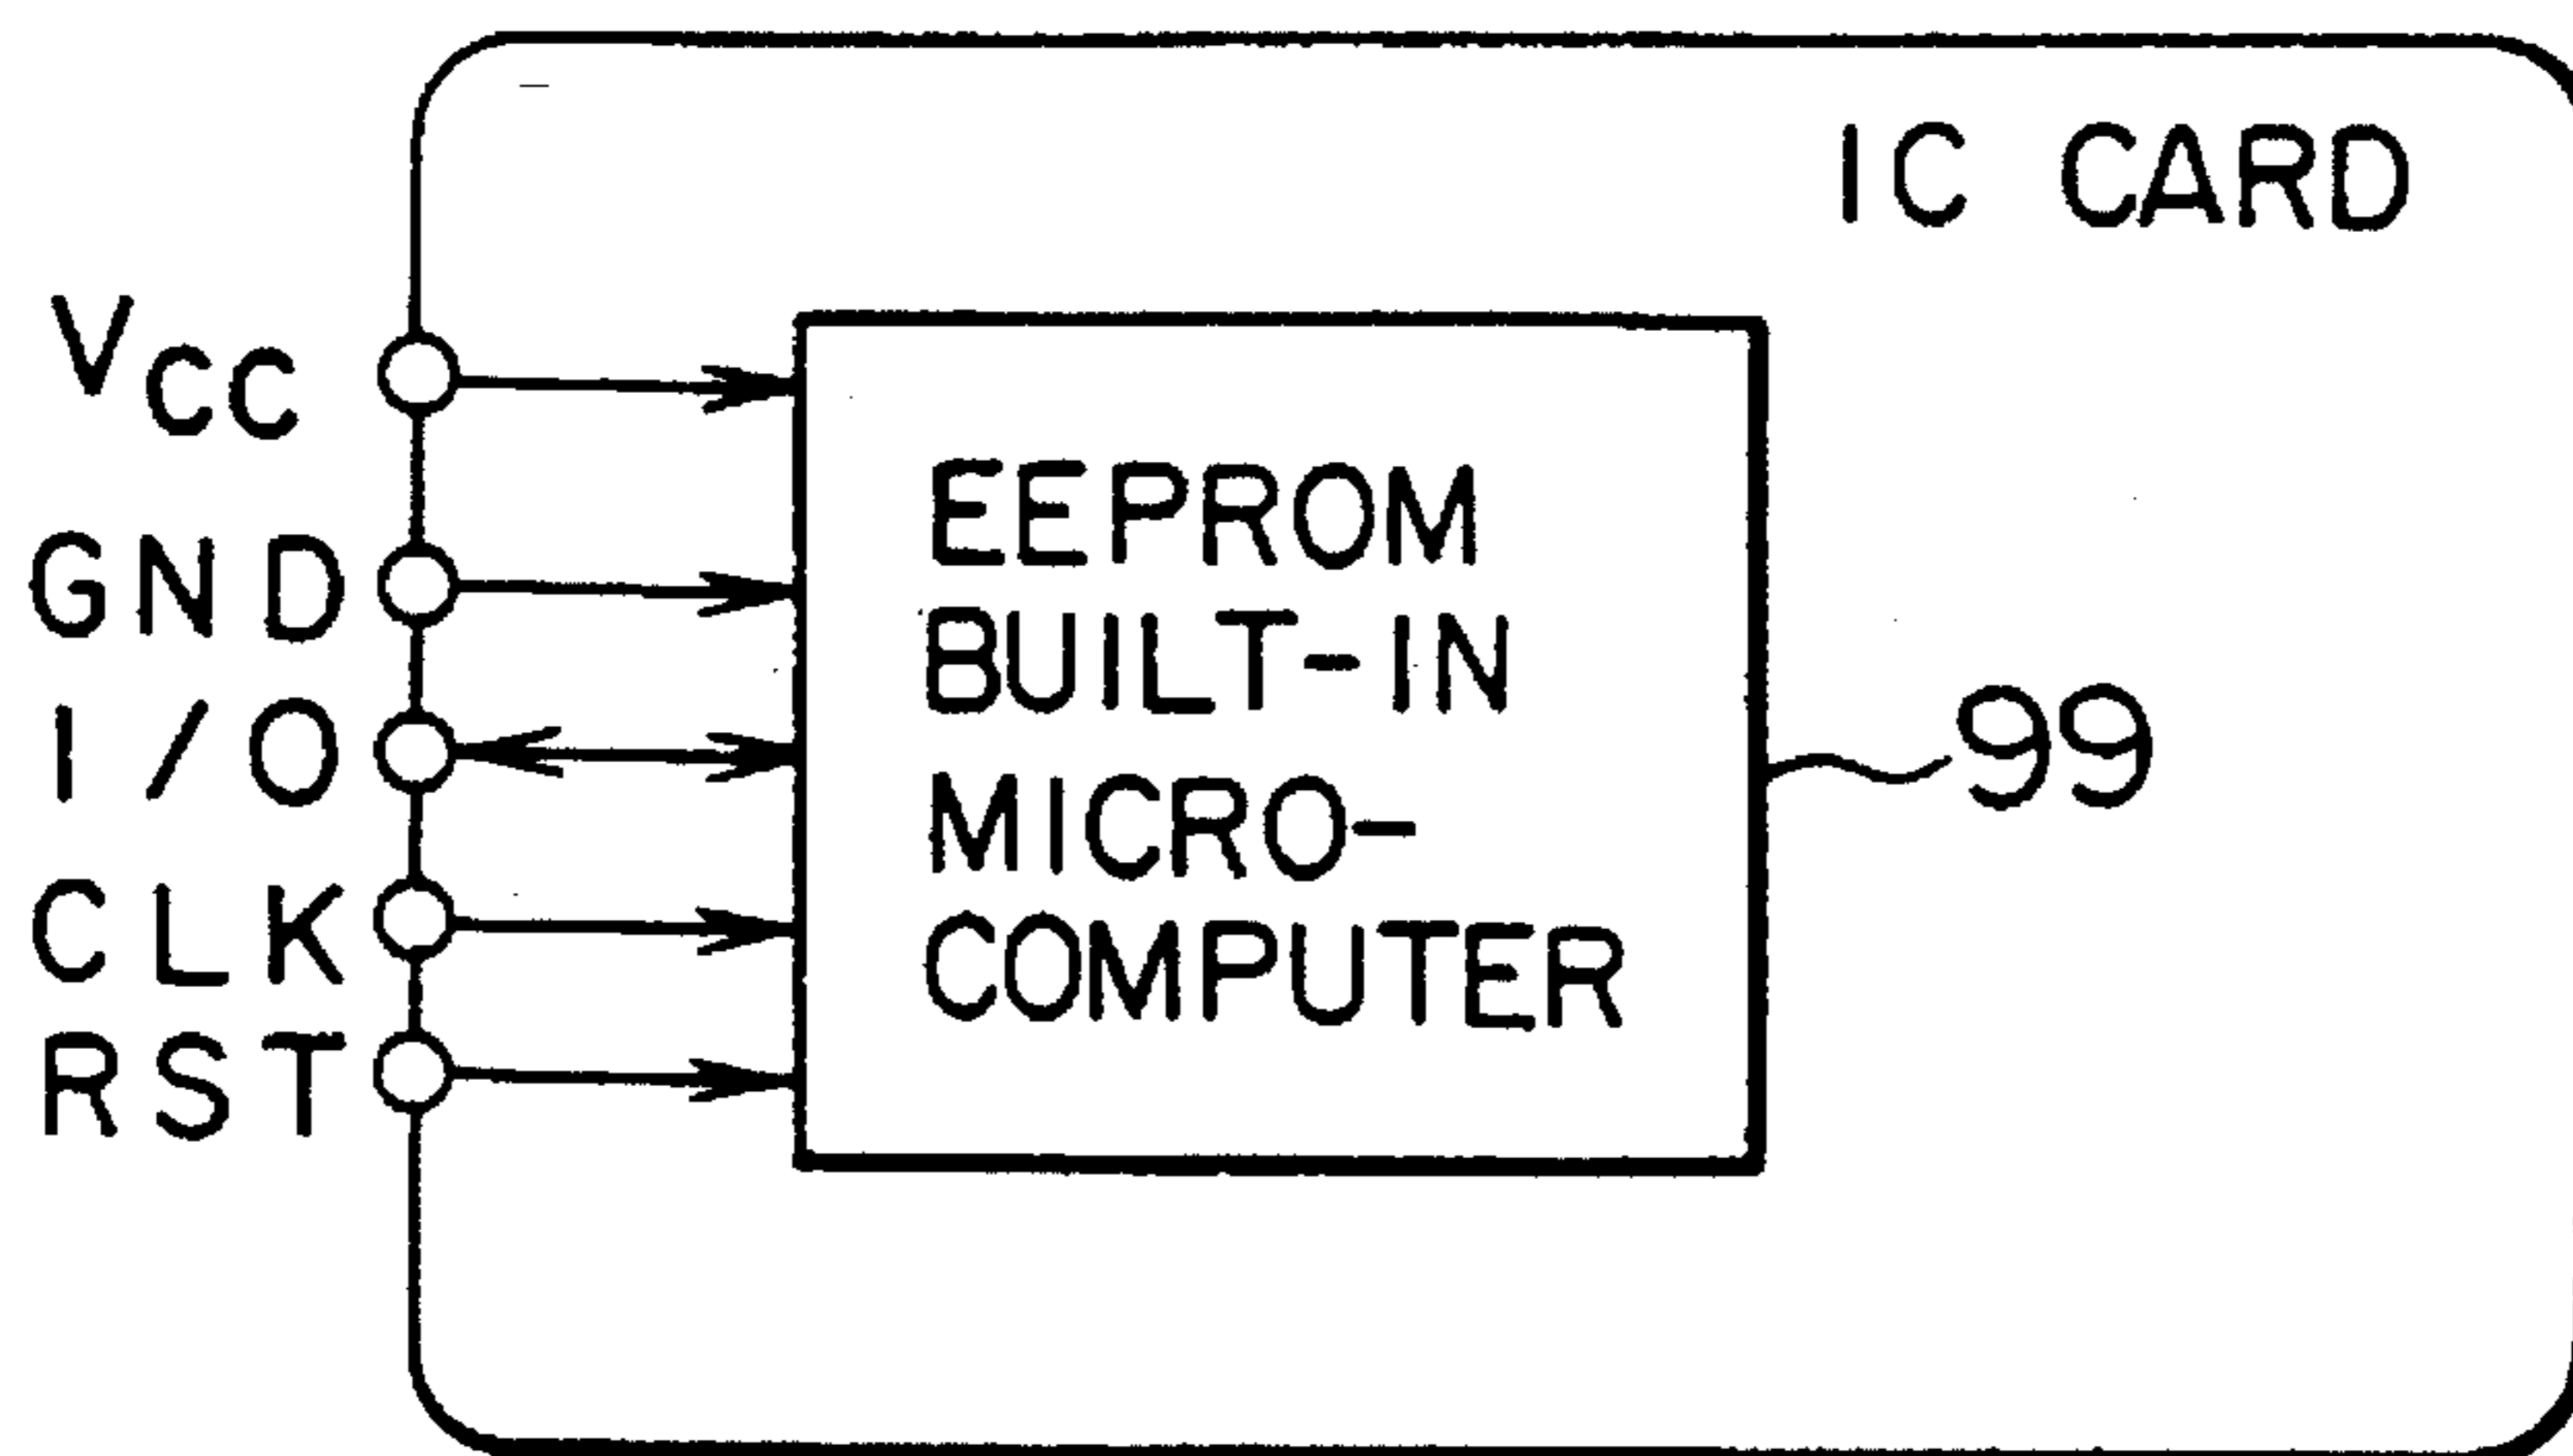 IC CARD
VCC
GND
I/O
CLK
RST
EEPROM
BUILT-IN
MICRO-
COMPUTER
99